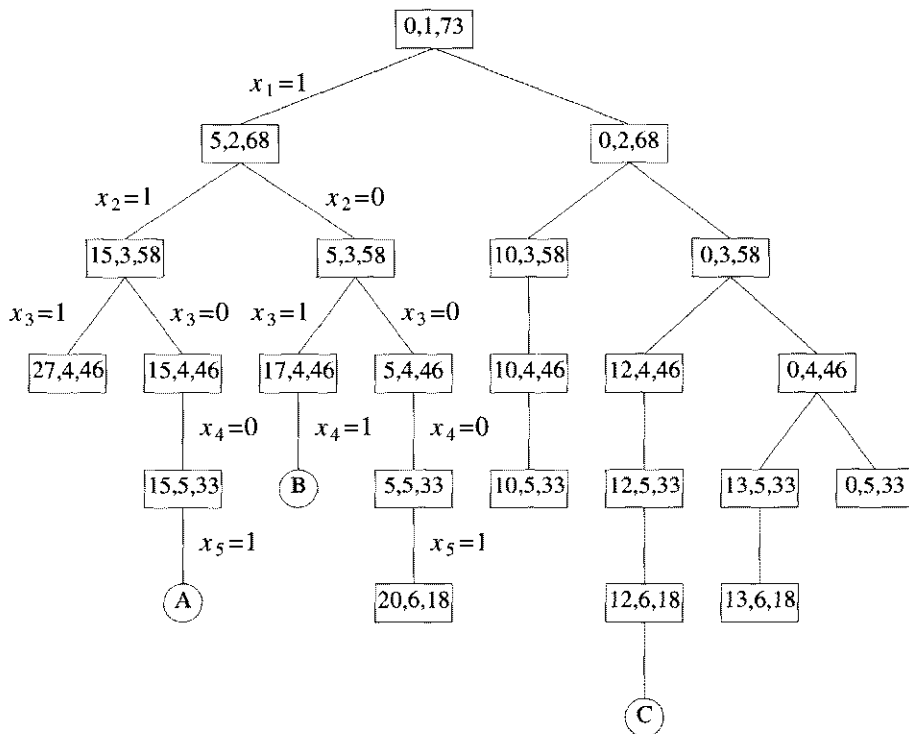 0,1,73
x1=1
5,2,68 0,2,68
x2=1 x2=0
15,3,58 5,3,58 10,3,58 0,3,58
x3=1 x3=0 x3=1 x3=0
27,4,46 15,4,46 17,4,46 5,4,46 10,4,46 12,4,46 0,4,46
x4=0 x4=1 x4=0
15,5,33 B 5,5,33 10,5,33 12,5,33 13,5,33 0,5,33
x5=1 x5=1
A 20,6,18 12,6,18 13,6,18
C